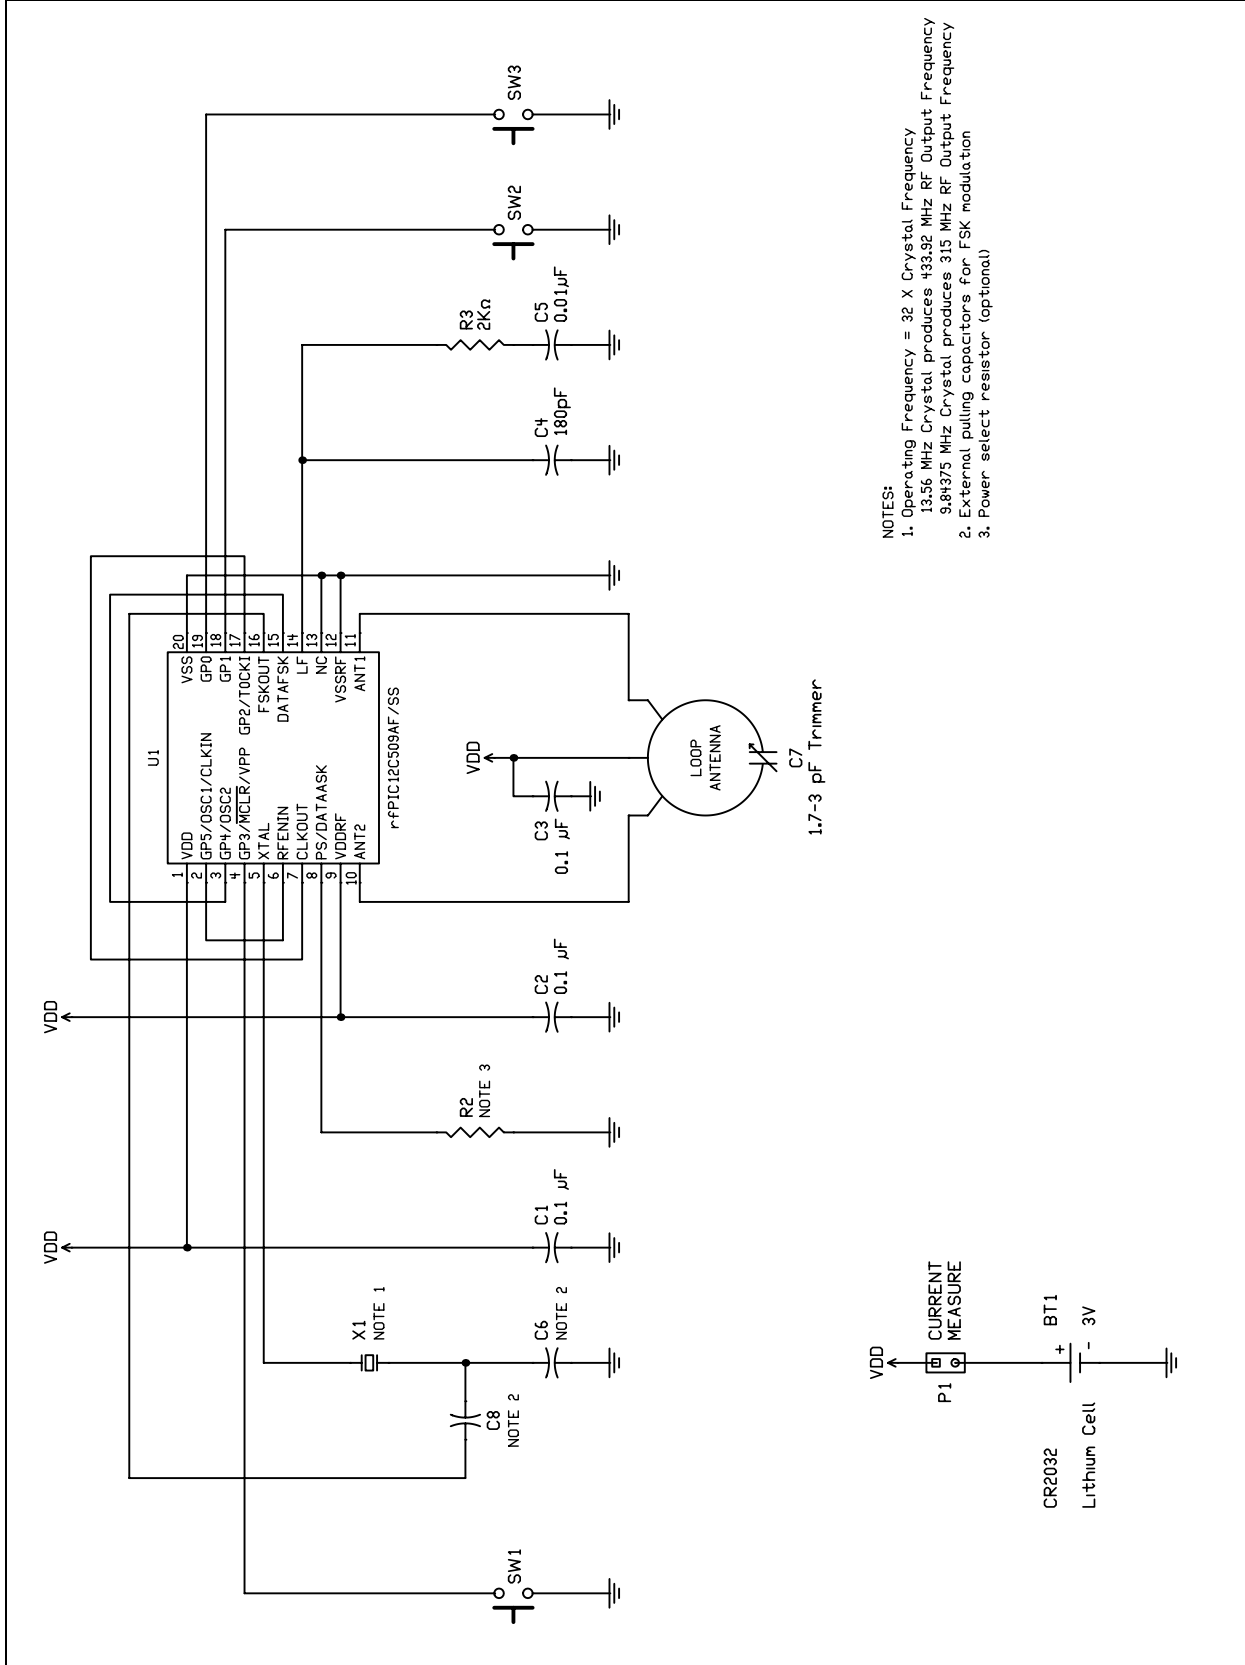 VDD
VDD
SW1
C8
NOTE 2
X1
NOTE 1
C6
NOTE 2
C1
0.1 µF
R2
NOTE 3
C2
0.1 µF
U1
1 VDD
2 GP5/OSC1/CLKIN
3 GP4/OSC2
4 GP3/MCLR/VPP
5 XTAL
6 RFENIN
7 CLKOUT
8 PS/DATAASK
9 VDDRF
10 ANT2
VSS 20
GP0 19
GP1 18
GP2/T0CKI 17
FSKOUT 16
DATAFSK 15
LF 14
NC 13
VSSRF 12
ANT1 11
rfPIC12C509AF/SS
VDD
C3
0.1 µF
LOOP
ANTENNA
C7
1.7-3 pF Trimmer
C4
180pF
R3
2KΩ
C5
0.01µF
SW2
SW3
VDD
P1
CURRENT
MEASURE
CR2032
Lithium Cell
+
BT1
-
3V
NOTES:
1. Operating Frequency = 32 X Crystal Frequency
13.56 MHz Crystal produces 433.92 MHz RF Output Frequency
9.84375 MHz Crystal produces 315 MHz RF Output Frequency
2. External pulling capacitors for FSK modulation
3. Power select resistor (optional)